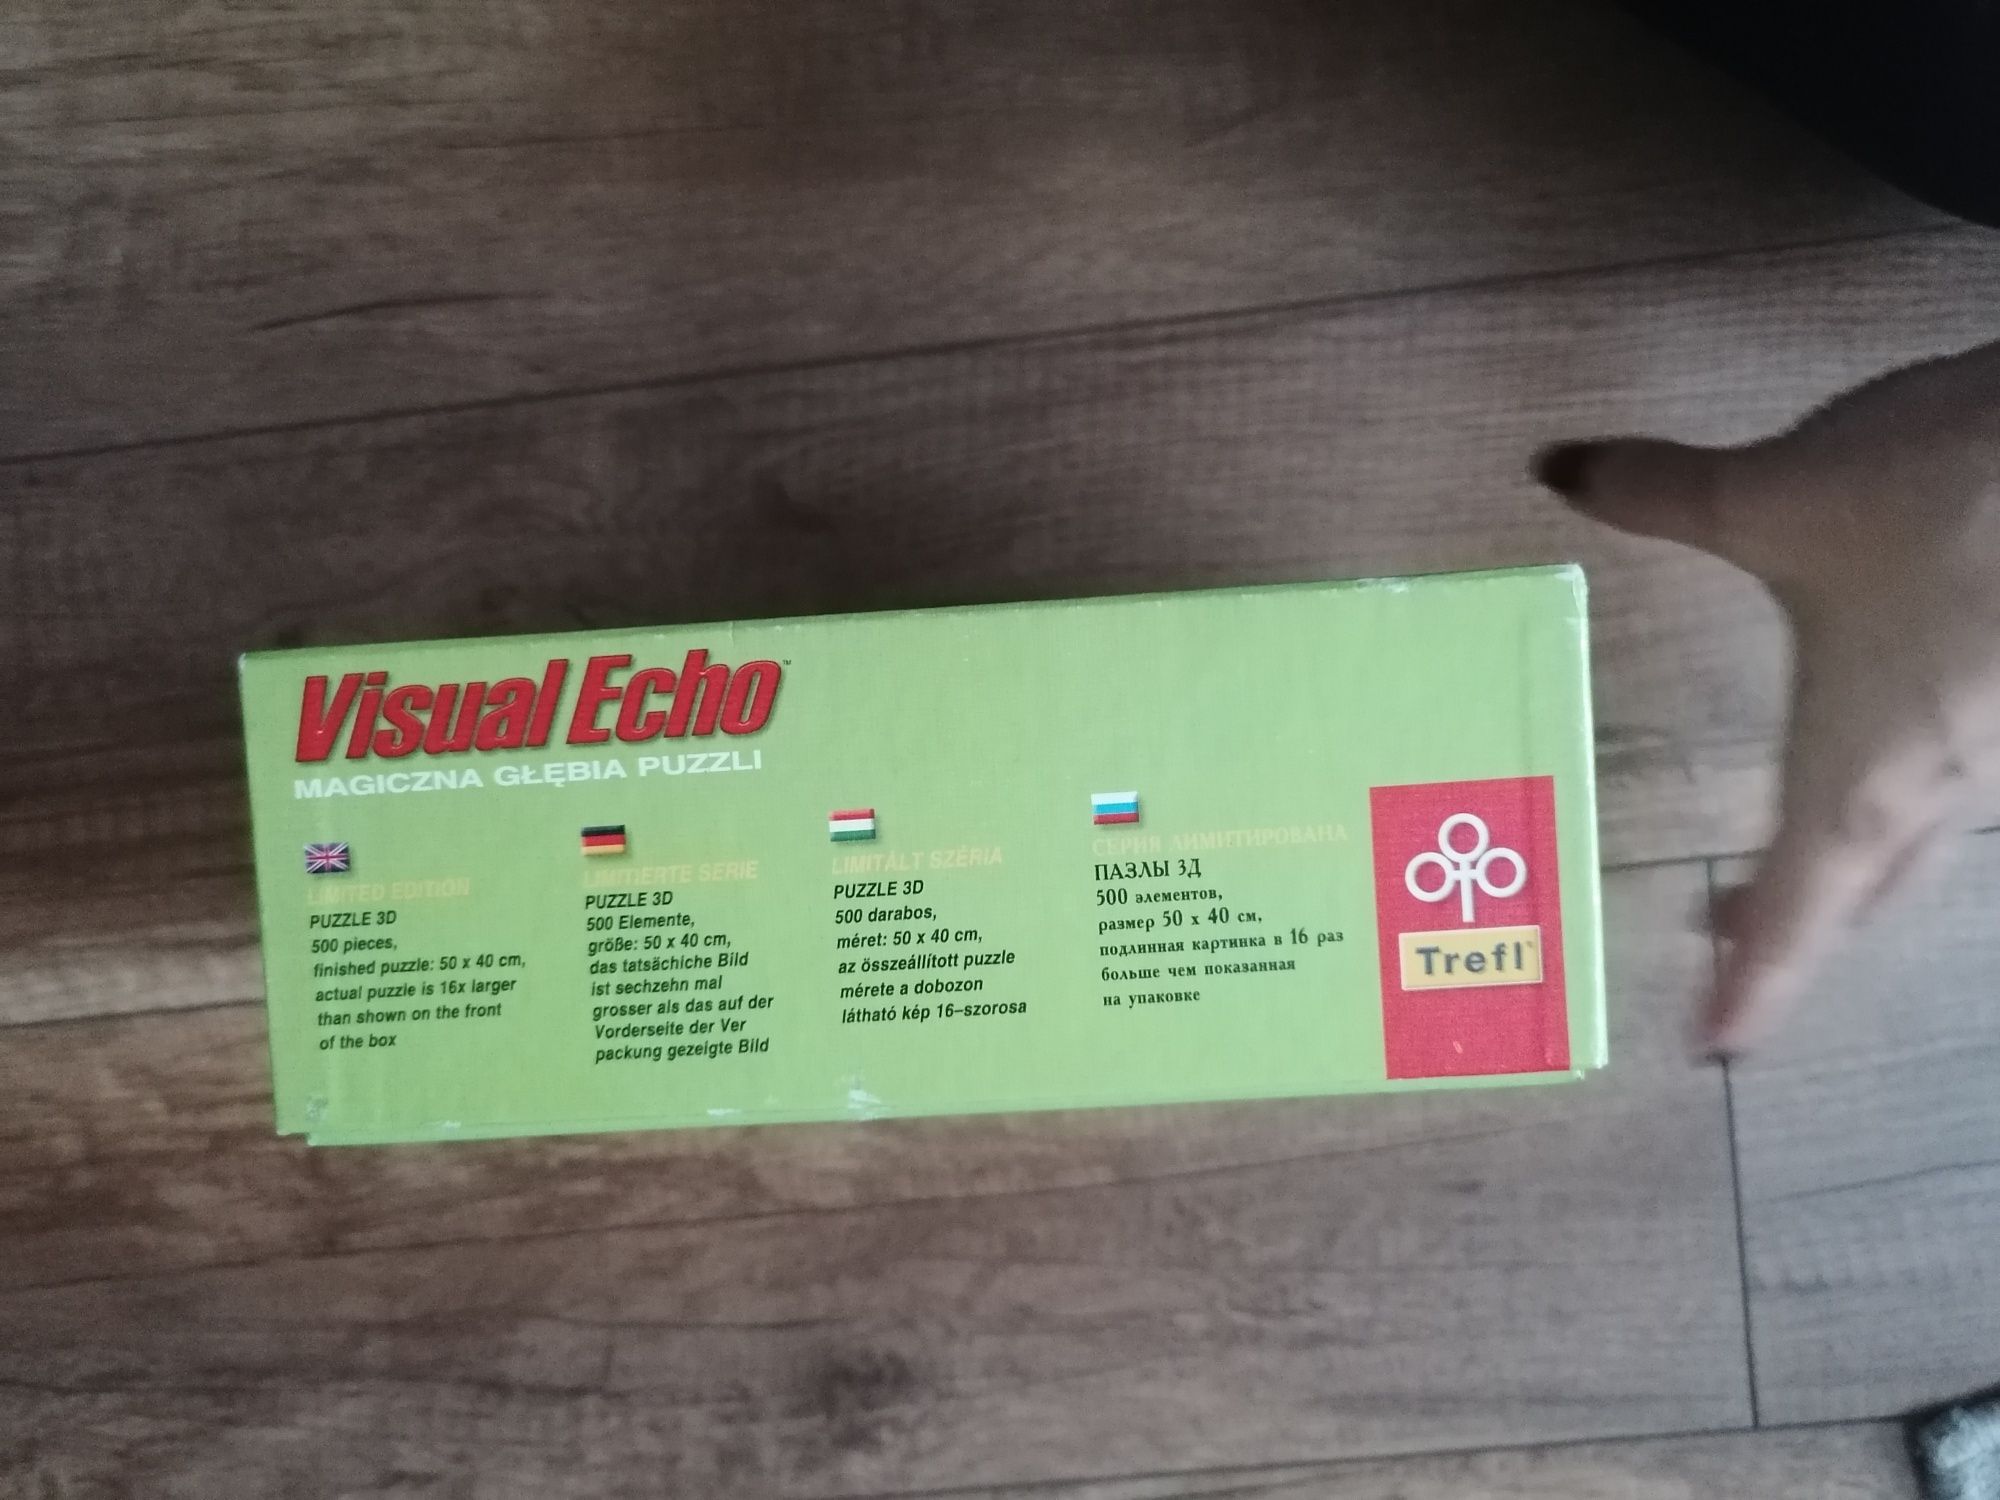 Visual Echo™
MAGICZNA GŁĘBIA PUZZLI
LIMITED EDITION
PUZZLE 3D
500 pieces,
finished puzzle: 50 x 40 cm,
actual puzzle is 16x larger
than shown on the front
of the box
LIMITIERTE SERIE
PUZZLE 3D
500 Elemente,
größe: 50 x 40 cm,
das tatsächiche Bild
ist sechzehn mal
grosser als das auf der
Vorderseite der Ver
packung gezeigte Bild
LIMITÁLT SZÉRIA
PUZZLE 3D
500 darabos,
méret: 50 x 40 cm,
az összeállított puzzle
mérete a dobozon
látható kép 16–szorosa
СЕРИЯ ЛИМИТИРОВАНА
ПАЗЛЫ 3Д
500 элементов,
размер 50 x 40 см,
подлинная картинка в 16 раз
больше чем показанная
на упаковке
Trefl